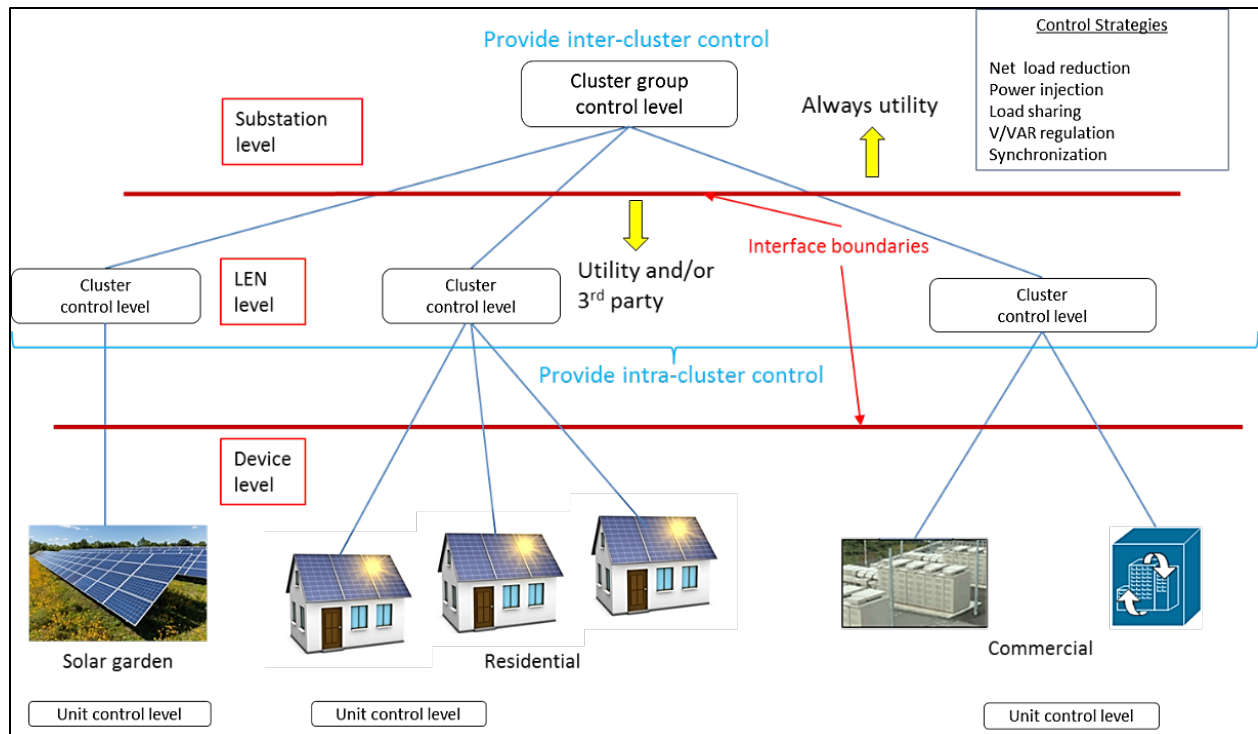 Provide inter-cluster control
Control Strategies
Net load reduction
Power injection
Load sharing
V/VAR regulation
Synchronization
Cluster group
control level
Always utility
Substation
level
Interface boundaries
Utility and/or
3rd party
LEN
level
Cluster
control level
Cluster
control level
Cluster
control level
Provide intra-cluster control
Device
level
Solar garden
Residential
Commercial
Unit control level
Unit control level
Unit control level